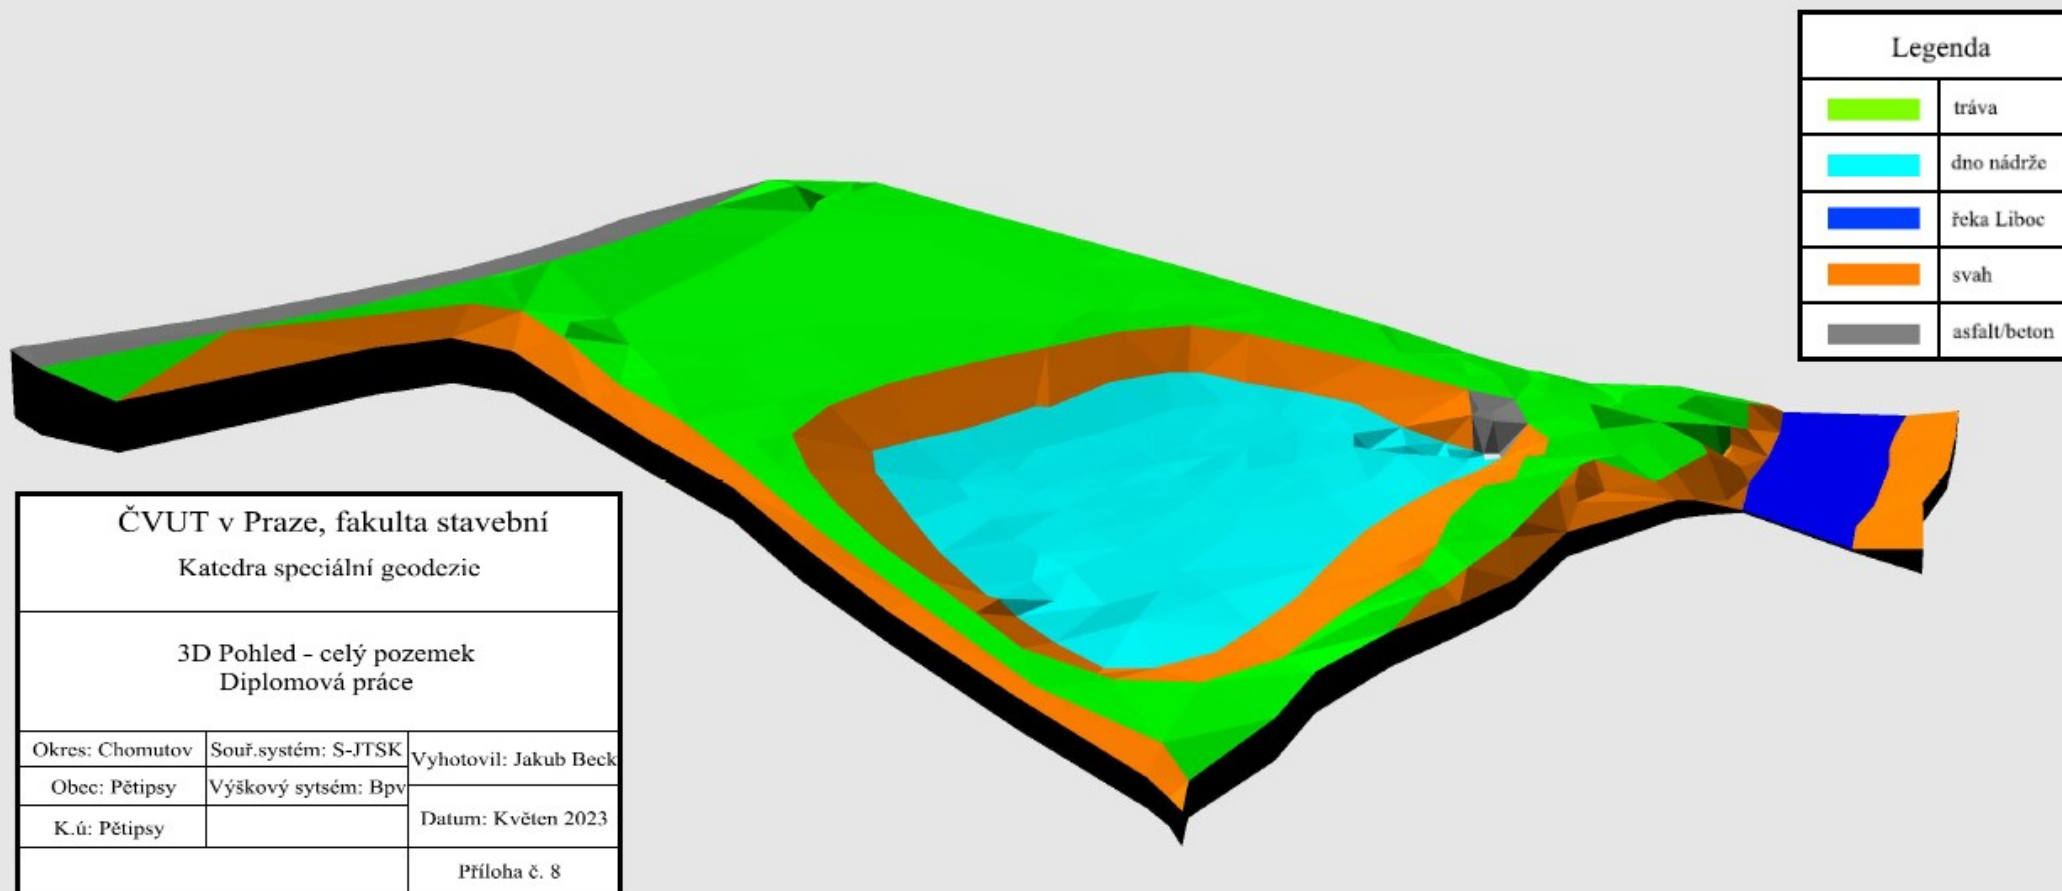 Legenda
tráva
dno nádrže
řeka Liboc
svah
asfalt/beton
ČVUT v Praze, fakulta stavební
Katedra speciální geodezie
3D Pohled - celý pozemek
Diplomová práce
Okres: Chomutov
Souř.systém: S-JTSK
Vyhotovil: Jakub Beck
Obec: Pětipsy
Výškový sytsém: Bpv
K.ú: Pětipsy
Datum: Květen 2023
Příloha č. 8